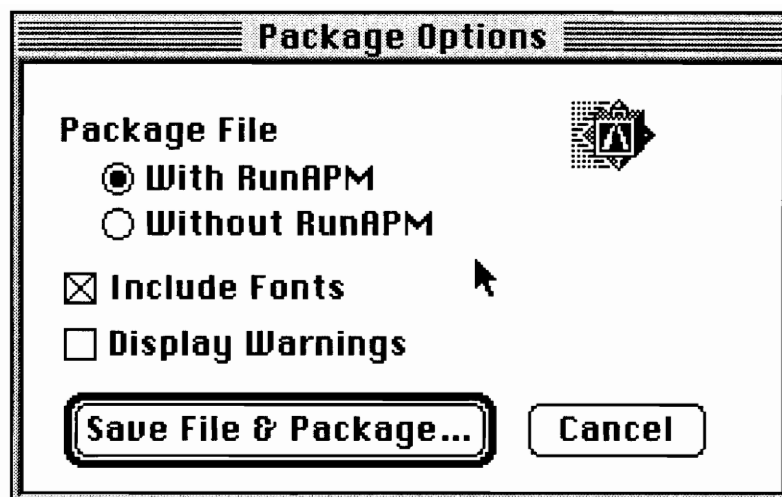 Package Options
Package File
With RunAPM
Without RunAPM
Include Fonts
Display Warnings
Save File & Package...
Cancel